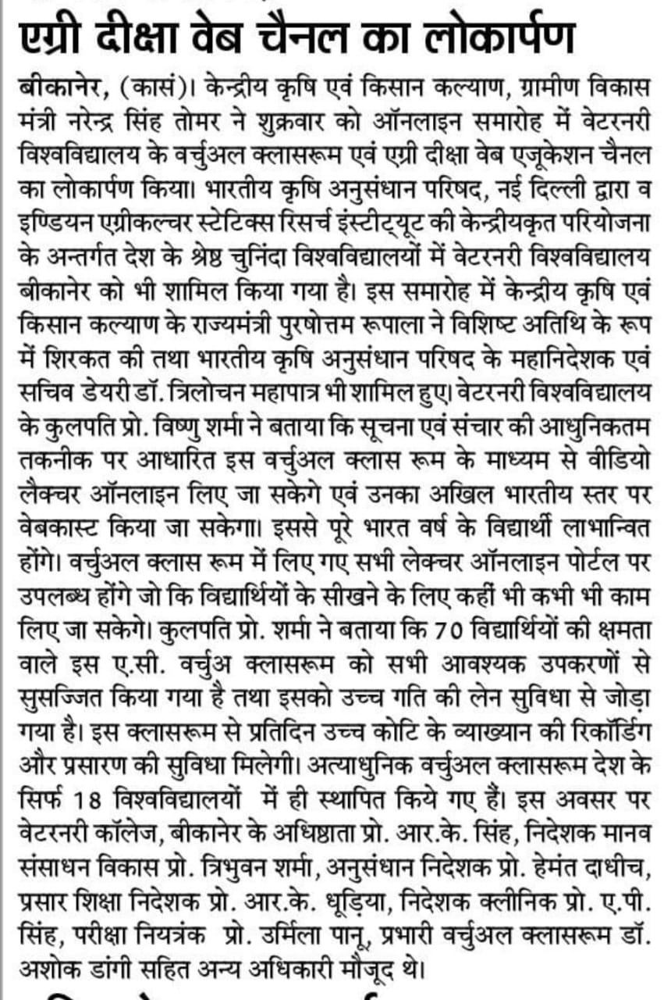 एग्री दीक्षा वेब चैनल का लोकार्पण
बीकानेर, (कासं)। केन्द्रीय कृषि एवं किसान कल्याण, ग्रामीण विकास
मंत्री नरेन्द्र सिंह तोमर ने शुक्रवार को ऑनलाइन समारोह में वेटरनरी
विश्वविद्यालय के वर्चुअल क्लासरूम एवं एग्री दीक्षा वेब एजूकेशन चैनल
का लोकार्पण किया। भारतीय कृषि अनुसंधान परिषद, नई दिल्ली द्वारा व
इण्डियन एग्रीकल्चर स्टेटिक्स रिसर्च इंस्टीट्यूट की केन्द्रीयकृत परियोजना
के अन्तर्गत देश के श्रेष्ठ चुनिंदा विश्वविद्यालयों में वेटरनरी विश्वविद्यालय
बीकानेर को भी शामिल किया गया है। इस समारोह में केन्द्रीय कृषि एवं
किसान कल्याण के राज्यमंत्री पुरषोत्तम रूपाला ने विशिष्ट अतिथि के रूप
में शिरकत की तथा भारतीय कृषि अनुसंधान परिषद के महानिदेशक एवं
सचिव डेयरी डॉ. त्रिलोचन महापात्र भी शामिल हुए। वेटरनरी विश्वविद्यालय
के कुलपति प्रो. विष्णु शर्मा ने बताया कि सूचना एवं संचार की आधुनिकतम
तकनीक पर आधारित इस वर्चुअल क्लास रूम के माध्यम से वीडियो
लैक्चर ऑनलाइन लिए जा सकेगे एवं उनका अखिल भारतीय स्तर पर
वेबकास्ट किया जा सकेगा। इससे पूरे भारत वर्ष के विद्यार्थी लाभान्वित
होंगे। वर्चुअल क्लास रूम में लिए गए सभी लेक्चर ऑनलाइन पोर्टल पर
उपलब्ध होंगे जो कि विद्यार्थियों के सीखने के लिए कहीं भी कभी भी काम
लिए जा सकेगे। कुलपति प्रो. शर्मा ने बताया कि 70 विद्यार्थियों की क्षमता
वाले इस ए.सी. वर्चुअ क्लासरूम को सभी आवश्यक उपकरणों से
सुसज्जित किया गया है तथा इसको उच्च गति की लेन सुविधा से जोड़ा
गया है। इस क्लासरूम से प्रतिदिन उच्च कोटि के व्याख्यान की रिकॉर्डिग
और प्रसारण की सुविधा मिलेगी। अत्याधुनिक वर्चुअल क्लासरूम देश के
सिर्फ 18 विश्वविद्यालयों में ही स्थापित किये गए हैं। इस अवसर पर
वेटरनरी कॉलेज, बीकानेर के अधिष्ठाता प्रो. आर.के. सिंह, निदेशक मानव
संसाधन विकास प्रो. त्रिभुवन शर्मा, अनुसंधान निदेशक प्रो. हेमंत दाधीच,
प्रसार शिक्षा निदेशक प्रो. आर.के. धूड़िया, निदेशक क्लीनिक प्रो. ए.पी.
सिंह, परीक्षा नियत्रंक प्रो. उर्मिला पानू, प्रभारी वर्चुअल क्लासरूम डॉ.
अशोक डांगी सहित अन्य अधिकारी मौजूद थे।